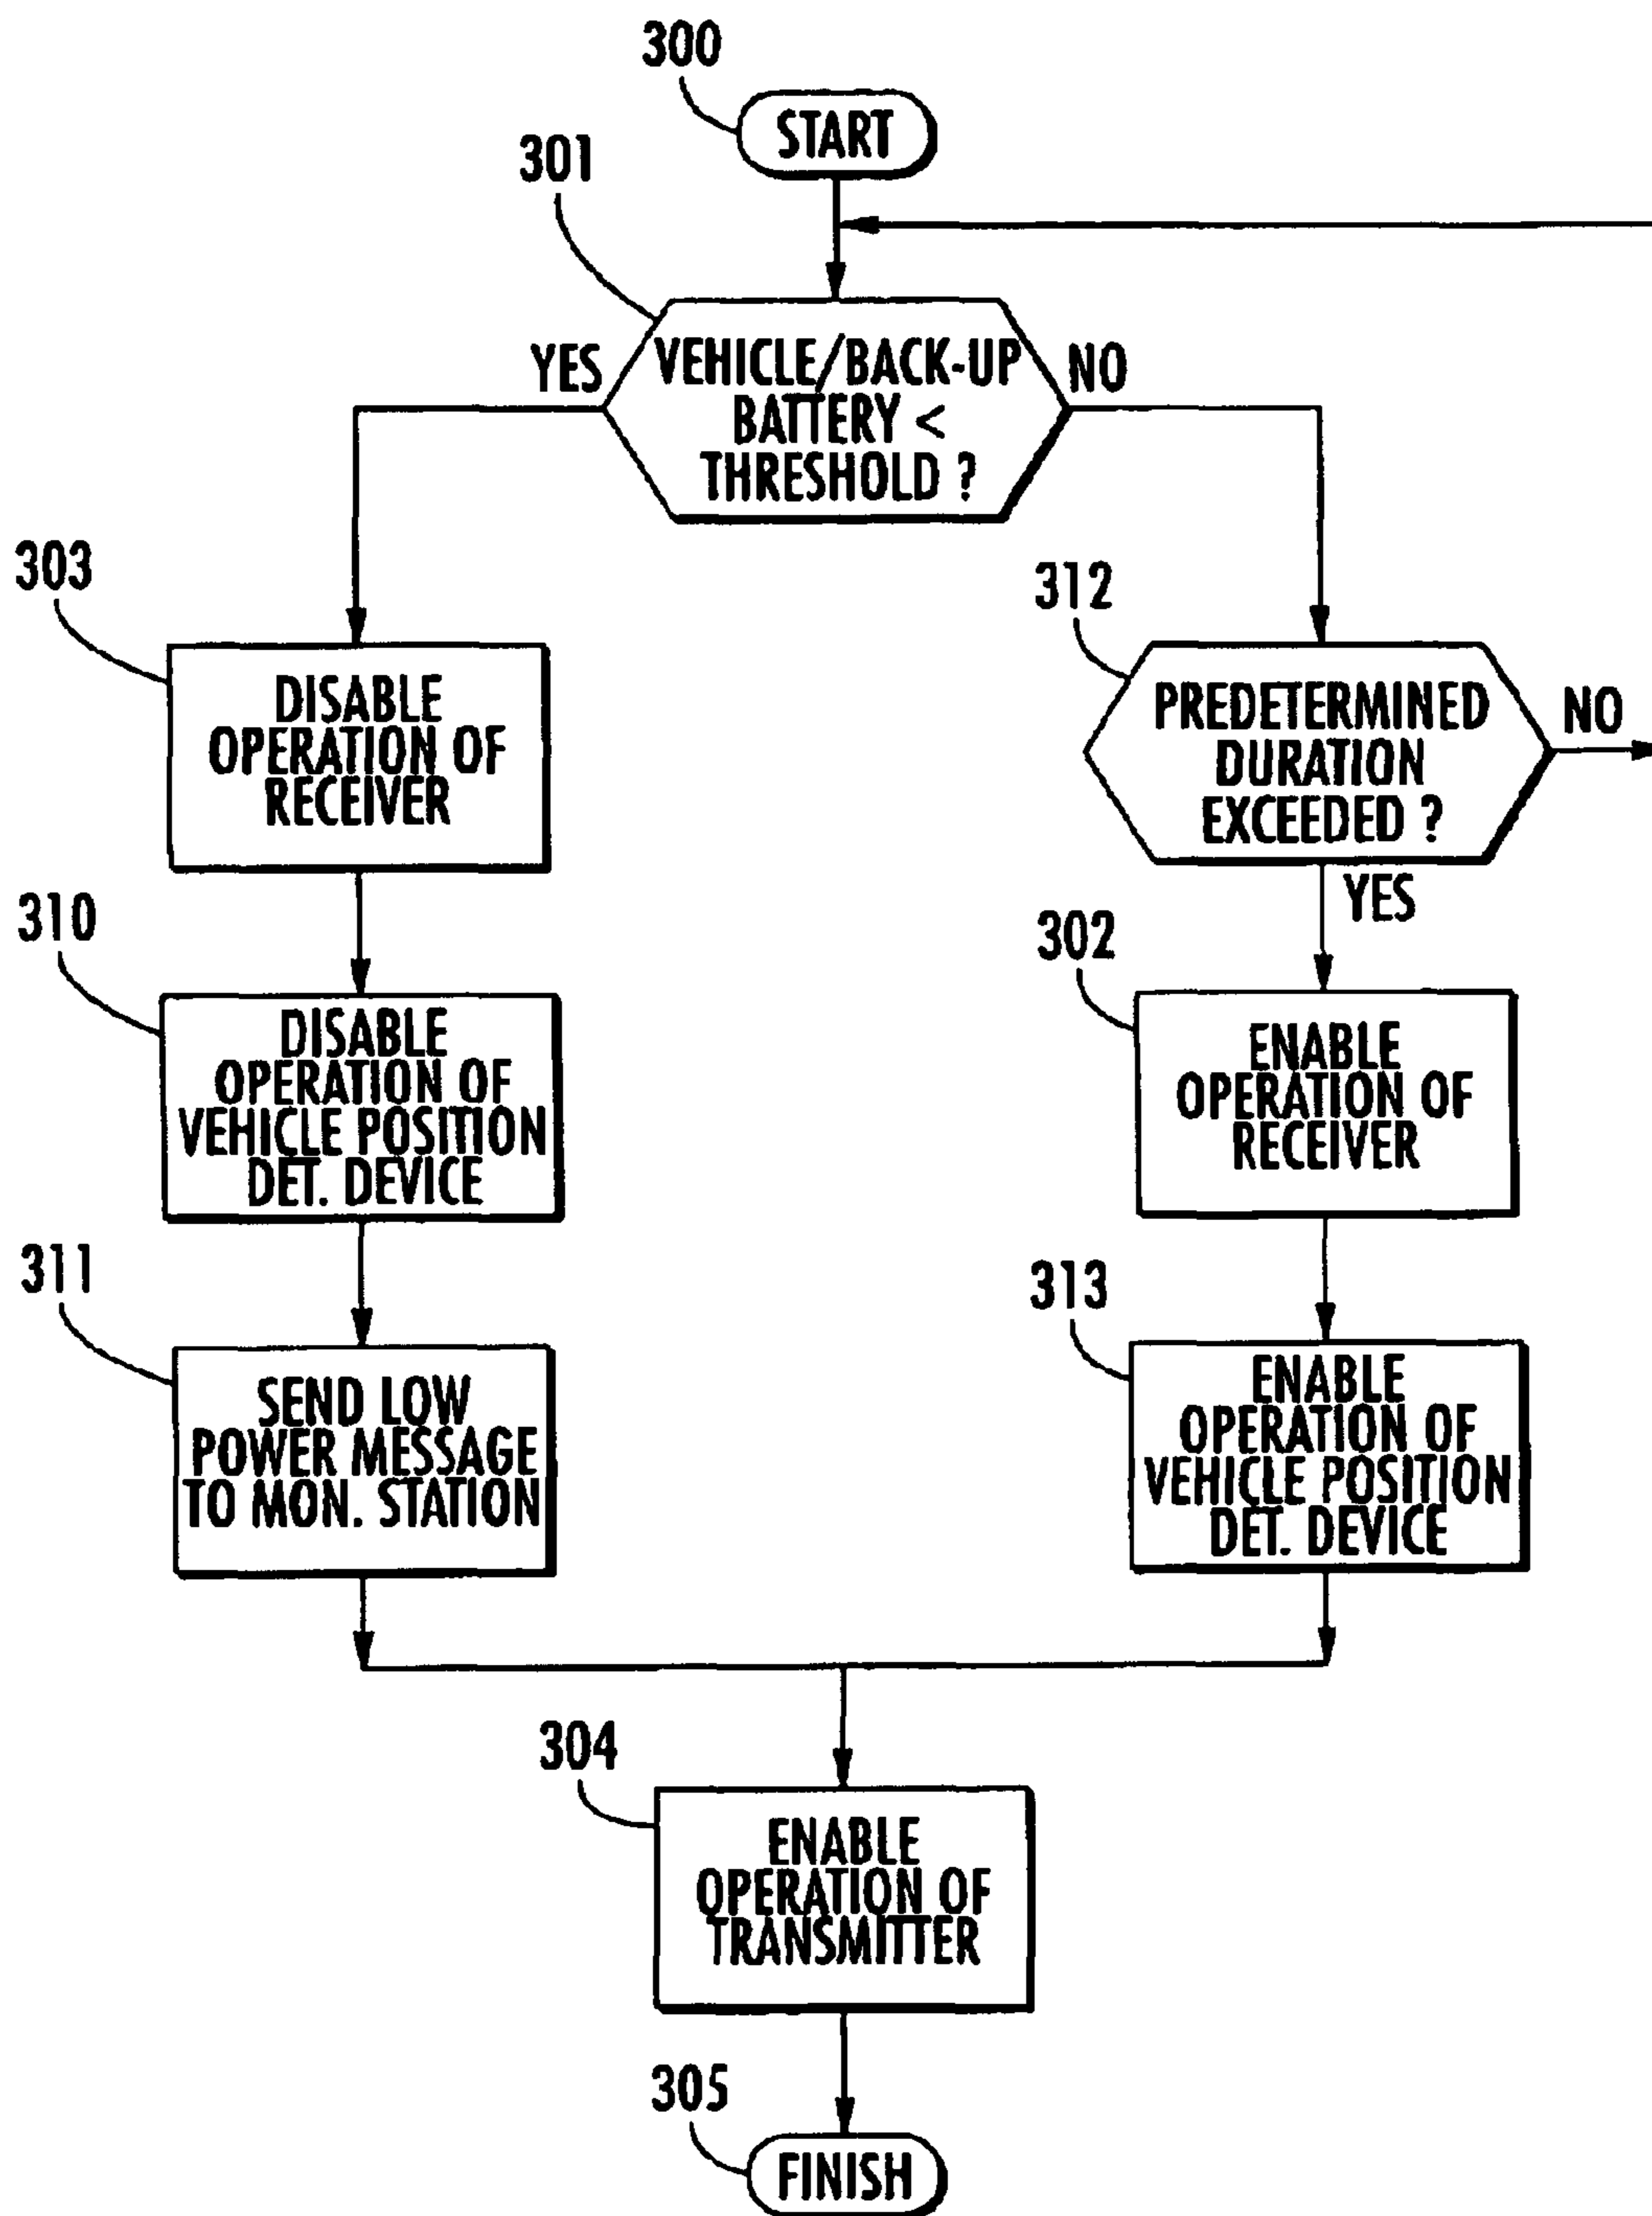 300
START
301
YES
VEHICLE/BACK-UP
BATTERY <
THRESHOLD ?
NO
303
DISABLE
OPERATION OF
RECEIVER
312
PREDETERMINED
DURATION
EXCEEDED ?
NO
YES
310
DISABLE
OPERATION OF
VEHICLE POSITION
DET. DEVICE
302
ENABLE
OPERATION OF
RECEIVER
311
SEND LOW
POWER MESSAGE
TO MON. STATION
313
ENABLE
OPERATION OF
VEHICLE POSITION
DET. DEVICE
304
ENABLE
OPERATION OF
TRANSMITTER
305
FINISH